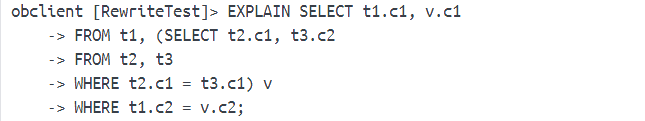 obclient [RewriteTest]> EXPLAIN SELECT t1.c1, v.c1
-> FROM t1, (SELECT t2.c1, t3.c2
-> FROM t2, t3
-> WHERE t2.c1 = t3.c1) v
-> WHERE t1.c2 = v.c2;